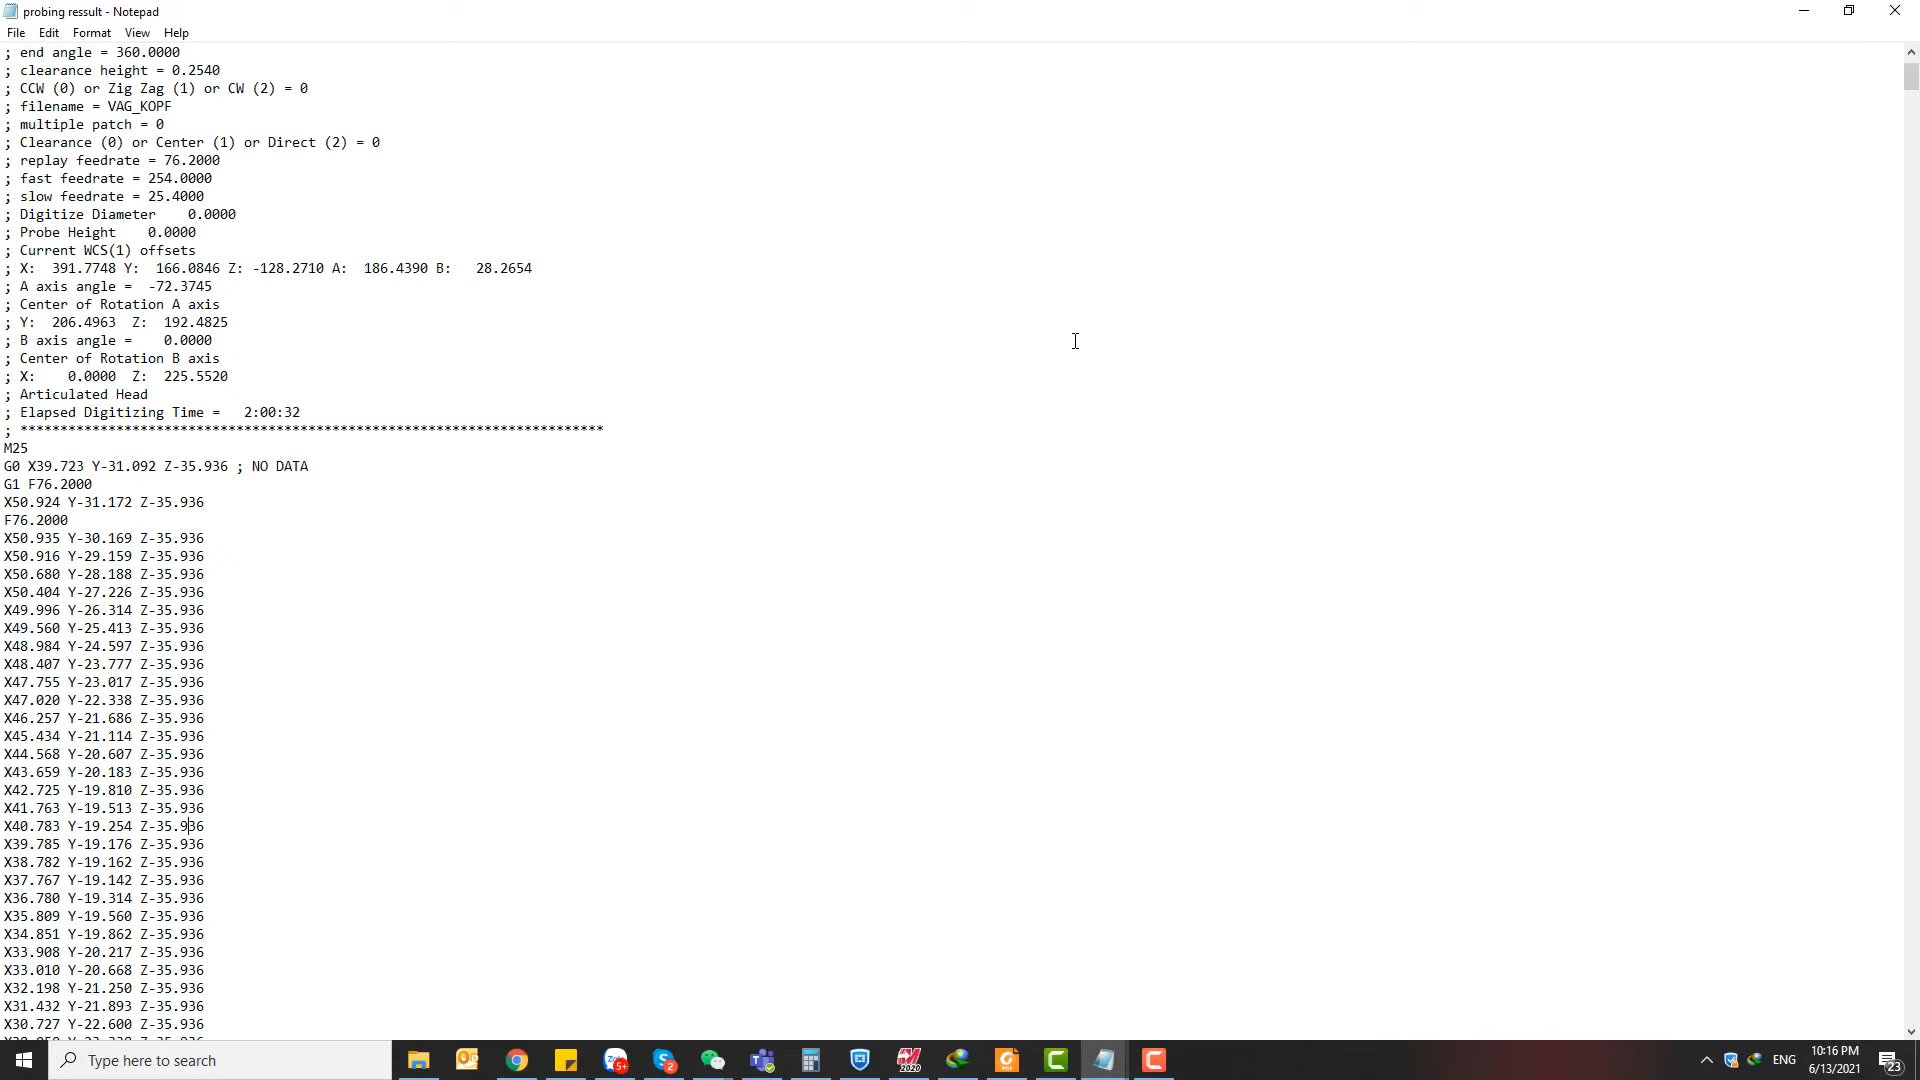 probing ressult - Notepad
File Edit Format View Help
; end angle = 360.0000
; clearance height = 0.2540
; CCW (0) or Zig Zag (1) or CW (2) = 0
; filename = VAG_KOPF
; multiple patch = 0
; Clearance (0) or Center (1) or Direct (2) = 0
; replay feedrate = 76.2000
; fast feedrate = 254.0000
; slow feedrate = 25.4000
; Digitize Diameter    0.0000
; Probe Height    0.0000
; Current WCS(1) offsets
; X:  391.7748 Y:  166.0846 Z: -128.2710 A:  186.4390 B:   28.2654
; A axis angle =  -72.3745
; Center of Rotation A axis
; Y:  206.4963  Z:  192.4825
; B axis angle =    0.0000
; Center of Rotation B axis
; X:    0.0000  Z:  225.5520
; Articulated Head
; Elapsed Digitizing Time =   2:00:32
; *************************************************************************
M25
G0 X39.723 Y-31.092 Z-35.936 ; NO DATA
G1 F76.2000
X50.924 Y-31.172 Z-35.936
F76.2000
X50.935 Y-30.169 Z-35.936
X50.916 Y-29.159 Z-35.936
X50.680 Y-28.188 Z-35.936
X50.404 Y-27.226 Z-35.936
X49.996 Y-26.314 Z-35.936
X49.560 Y-25.413 Z-35.936
X48.984 Y-24.597 Z-35.936
X48.407 Y-23.777 Z-35.936
X47.755 Y-23.017 Z-35.936
X47.020 Y-22.338 Z-35.936
X46.257 Y-21.686 Z-35.936
X45.434 Y-21.114 Z-35.936
X44.568 Y-20.607 Z-35.936
X43.659 Y-20.183 Z-35.936
X42.725 Y-19.810 Z-35.936
X41.763 Y-19.513 Z-35.936
X40.783 Y-19.254 Z-35.936
X39.785 Y-19.176 Z-35.936
X38.782 Y-19.162 Z-35.936
X37.767 Y-19.142 Z-35.936
X36.780 Y-19.314 Z-35.936
X35.809 Y-19.560 Z-35.936
X34.851 Y-19.862 Z-35.936
X33.908 Y-20.217 Z-35.936
X33.010 Y-20.668 Z-35.936
X32.198 Y-21.250 Z-35.936
X31.432 Y-21.893 Z-35.936
X30.727 Y-22.600 Z-35.936
Type here to search
5+
2
2020
ENG
10:16 PM
6/13/2021
23